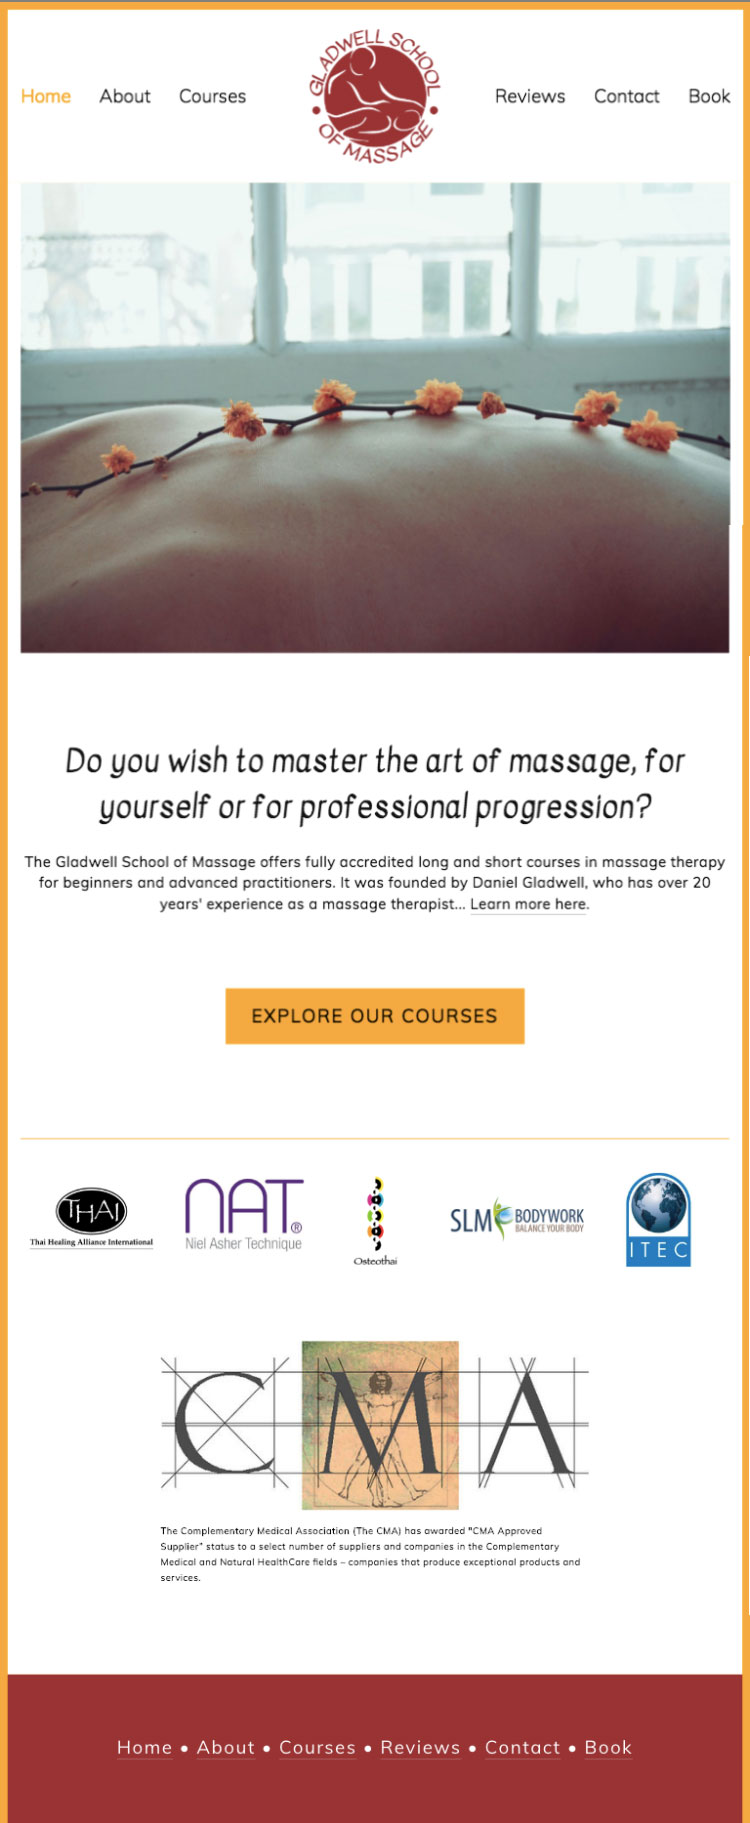 Home About Courses
GLADWELL SCHOOL
OF MASSAGE
Reviews Contact Book
Do you wish to master the art of massage, for
yourself or for professional progression?
The Gladwell School of Massage offers fully accredited long and short courses in massage therapy
for beginners and advanced practitioners. It was founded by Daniel Gladwell, who has over 20
years' experience as a massage therapist... Learn more here.
EXPLORE OUR COURSES
THAI
Thai Healing Alliance International
NAT®
Niel Asher Technique
Osteothai
SLM BODYWORK
BALANCE YOUR BODY
ITEC
CMA
The Complementary Medical Association (The CMA) has awarded "CMA Approved
Supplier" status to a select number of suppliers and companies in the Complementary
Medical and Natural HealthCare fields – companies that produce exceptional products and
services.
Home • About • Courses • Reviews • Contact • Book